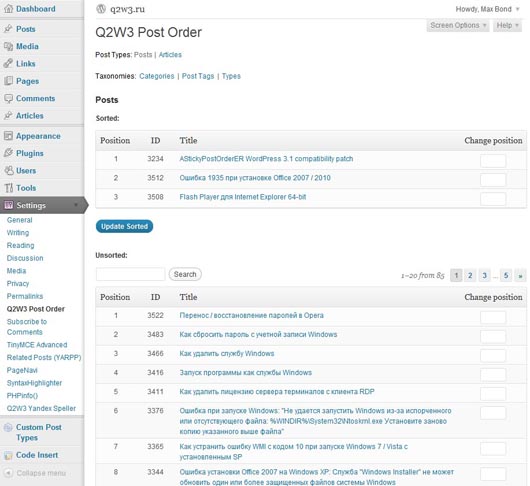 Dashboard
Posts
Media
Links
Pages
Comments
Articles
Appearance
Plugins
Users
Tools
Settings
General
Writing
Reading
Discussion
Media
Privacy
Permalinks
Q2W3 Post Order
Subscribe to
Comments
TinyMCE Advanced
Related Posts (YARPP)
PageNavi
SyntaxHighlighter
PHPInfo()
Q2W3 Yandex Speller
Custom Post
Types
Code Insert
Collapse menu
q2w3.ru
Howdy, Max Bond
Screen Options Help
Q2W3 Post Order
Post Types: Posts | Articles
Taxonomies: Categories | Post Tags | Types
Posts
Sorted:
Position ID Title Change position
1 3234 AStickyPostOrderER WordPress 3.1 compatibility patch
2 3512 Ошибка 1935 при установке Office 2007 / 2010
3 3508 Flash Player для Internet Explorer 64-bit
Update Sorted
Unsorted:
Search 1–20 from 85 1 2 3 ... 5 »
Position ID Title Change position
1 3522 Перенос / восстановление паролей в Opera
2 3483 Как сбросить пароль с учетной записи Windows
3 3466 Как удалить службу Windows
4 3416 Запуск программы как службы Windows
5 3411 Как удалить лицензию сервера терминалов с клиента RDP
6 3376 Ошибка при запуске Windows: "Не удается запустить Windows из-за испорченного
или отсутствующего файла: %WINDIR%\System32\Ntoskrnl.exe Установите заново
копию указанного выше файла"
7 3365 Как устранить ошибку WMI с кодом 10 при запуске Windows 7 / Vista с
установленным SP
8 3344 Ошибка установки Office 2007 на Windows XP: Служба "Windows Installer" не может
обновить один или более защищенных файлов системы Windows